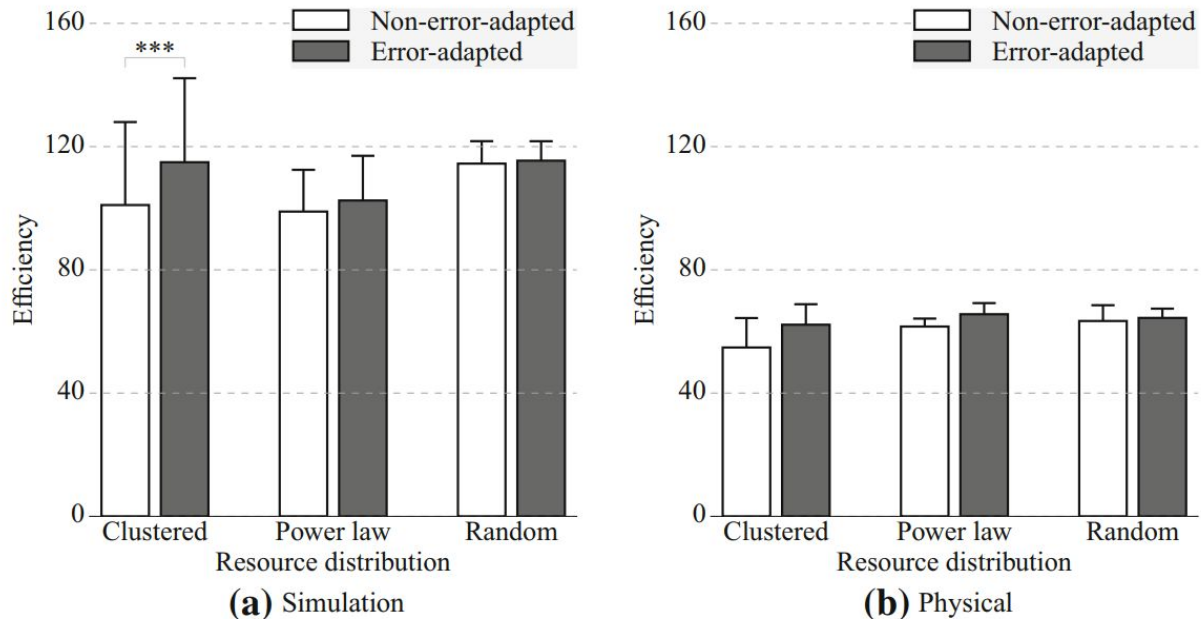 160
120
80
40
0
Efficiency
***
Non-error-adapted
Error-adapted
Clustered Power law Random
Resource distribution
(a) Simulation
160
120
80
40
0
Efficiency
Non-error-adapted
Error-adapted
Clustered Power law Random
Resource distribution
(b) Physical